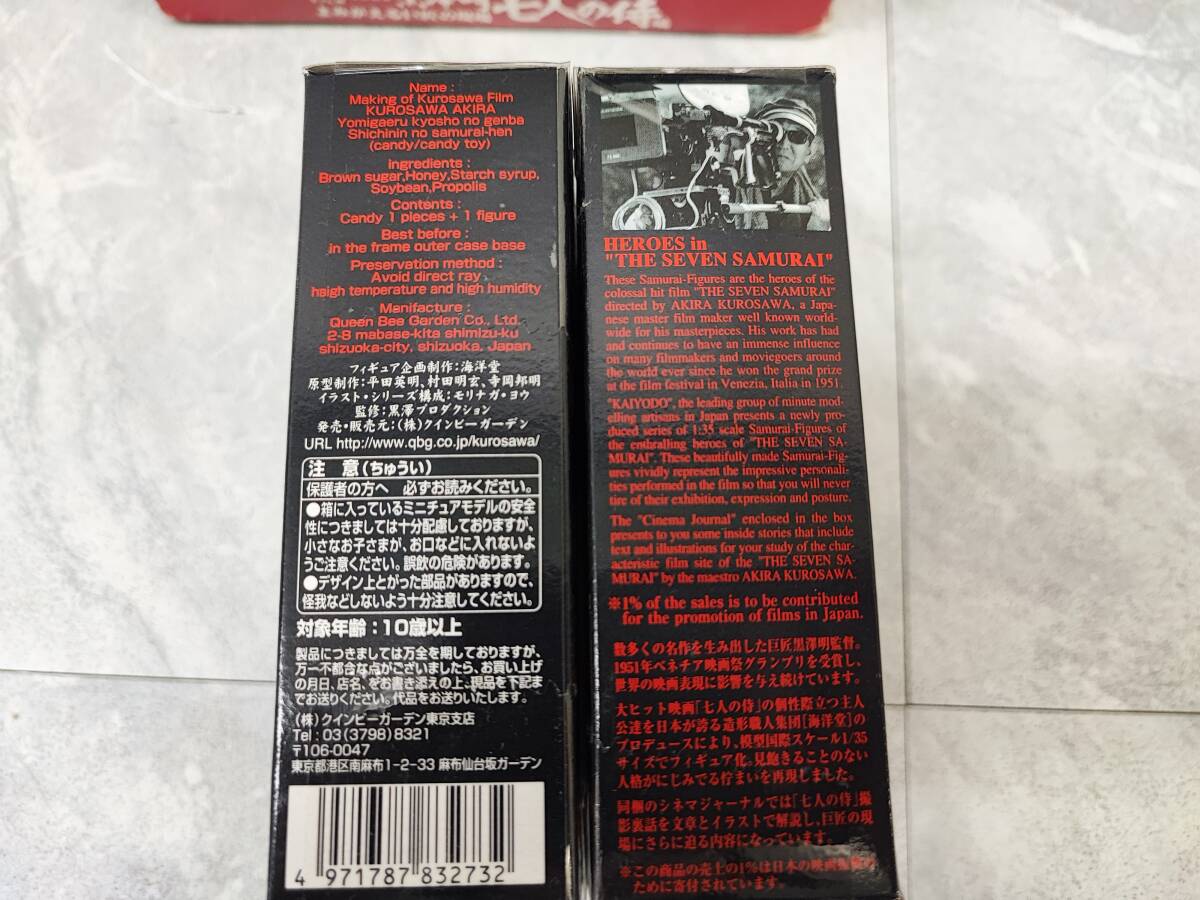 七人の侍
Name :
Making of Kurosawa Film
KUROSAWA AKIRA
Yomigaeru kyosho no genba
Shichinin no samurai-hen
(candy/candy toy)
ingredients :
Brown sugar,Honey,Starch syrup,
Soybean,Propolis
Contents :
Candy 1 pieces + 1 figure
Best before :
in the frame outer case base
Preservation method :
Avoid direct ray
haigh temperature and high humidity
Manifacture :
Queen Bee Garden Co., Ltd.
2-8 mabase-kita shimizu-ku
shizuoka-city, shizuoka, Japan
フィギュア企画制作：海洋堂
原型制作：平田英明、村田明玄、寺岡邦明
イラスト・シリーズ構成：モリナガ・ヨウ
監修：黒澤プロダクション
発売・販売元：（株）クインビーガーデン
URL http://www.qbg.co.jp/kurosawa/
注 意（ちゅうい）
保護者の方へ 必ずお読みください。
●箱に入っているミニチュアモデルの安全
性につきましては十分配慮しておりますが、
小さなお子さまが、お口などに入れないよ
うご注意ください。誤飲の危険があります。
●デザイン上とがった部品がありますので、
怪我などしないよう十分注意してください。
対象年齢：10歳以上
製品につきましては万全を期しておりますが、
万一不都合な点がございましたら、お買い上げ
の月日、店名、をお書き添えの上、現品を下記ま
でお送りください。代品をお送りいたします。
（株）クインビーガーデン東京支店
Tel : 03(3798)8321
〒106-0047
東京都港区南麻布1-2-33 麻布仙台坂ガーデン
4 971787 832732
HEROES in
"THE SEVEN SAMURAI"
These Samurai-Figures are the heroes of the
colossal hit film "THE SEVEN SAMURAI"
directed by AKIRA KUROSAWA, a Japa-
nese master film maker well known world-
wide for his masterpieces. His work has had
and continues to have an immense influence
on many filmmakers and moviegoers around
the world ever since he won the grand prize
at the film festival in Venezia, Italia in 1951.
"KAIYODO", the leading group of minute mod-
elling artisans in Japan presents a newly pro-
duced series of 1:35 scale Samurai-Figures of
the enthralling heroes of "THE SEVEN SA-
MURAI". These beautifully made Samurai-Fig-
ures vividly represent the impressive personali-
ties performed in the film so that you will never
tire of their exhibition, expression and posture.
The "Cinema Journal" enclosed in the box
presents to you some inside stories that include
text and illustrations for your study of the char-
acteristic film site of the "THE SEVEN SA-
MURAI" by the maestro AKIRA KUROSAWA.
※1% of the sales is to be contributed
for the promotion of films in Japan.
数多くの名作を生み出した巨匠黒澤明監督。
1951年ベネチア映画祭グランプリを受賞し、
世界の映画表現に影響を与え続けています。
大ヒット映画「七人の侍」の個性際立つ主人
公達を日本が誇る造形職人集団「海洋堂」の
プロデュースにより、模型国際スケール1/35
サイズでフィギュア化。見飽きることのない
人格がにじみでる佇まいを再現しました。
同梱のシネマジャーナルでは「七人の侍」撮
影裏話を文章とイラストで解説し、巨匠の現
場にさらに迫る内容になっています。
※この商品の売上の1%は日本の映画
ために寄付されています。